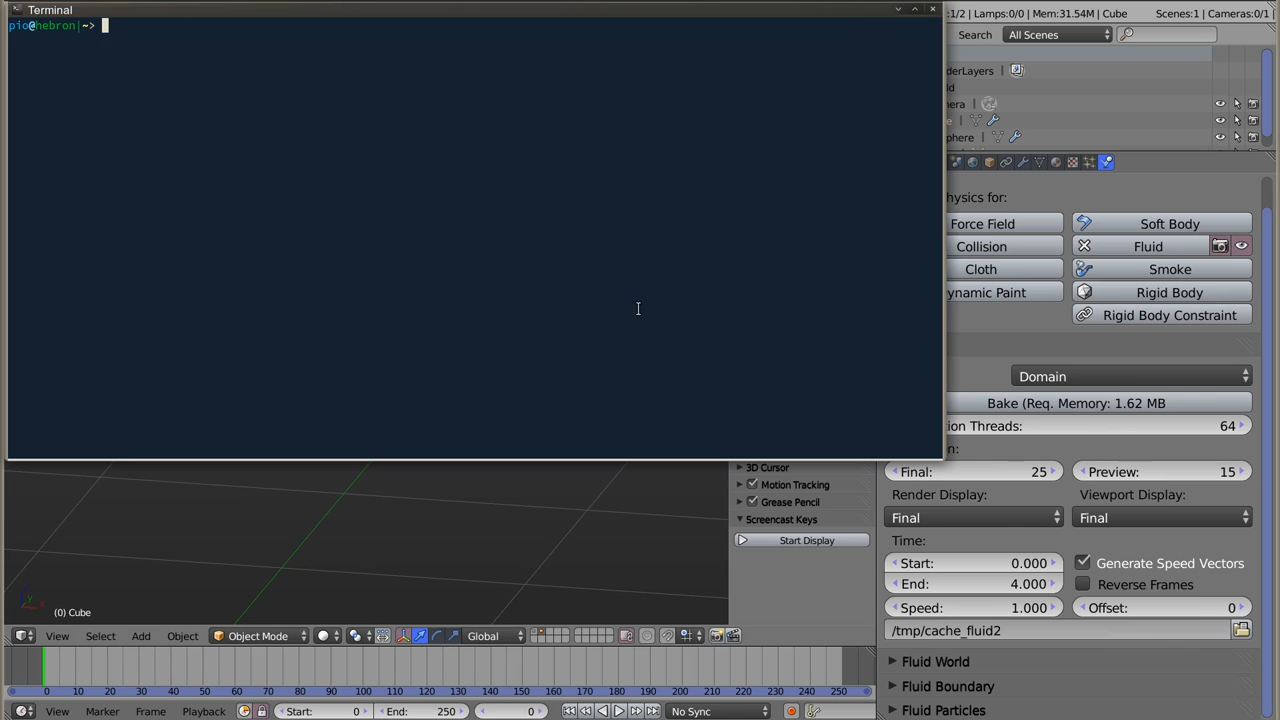 Terminal
pio@hebron|~>
:1/2 | Lamps:0/0 | Mem:31.54M | Cube
Scenes:1 | Cameras:0/1
Search
All Scenes
derLayers |
ld
era
e |
phere |
hysics for:
Force Field
Soft Body
Collision
Fluid
Cloth
Smoke
ynamic Paint
Rigid Body
Rigid Body Constraint
Domain
Bake (Req. Memory: 1.62 MB
ion Threads: 64
n:
Final: 25
Preview: 15
Render Display:
Viewport Display:
Final
Final
Time:
Start: 0.000
Generate Speed Vectors
End: 4.000
Reverse Frames
Speed: 1.000
Offset: 0
/tmp/cache_fluid2
Fluid World
Fluid Boundary
Fluid Particles
3D Cursor
Motion Tracking
Grease Pencil
Screencast Keys
Start Display
y
x
(0) Cube
View
Select
Add
Object
Object Mode
Global
0 10 20 30 40 50 60 70 80 90 100 110 120 130 140 150 160 170 180 190 200 210 220 230 240 250
View
Marker
Frame
Playback
Start: 0
End: 250
0
No Sync